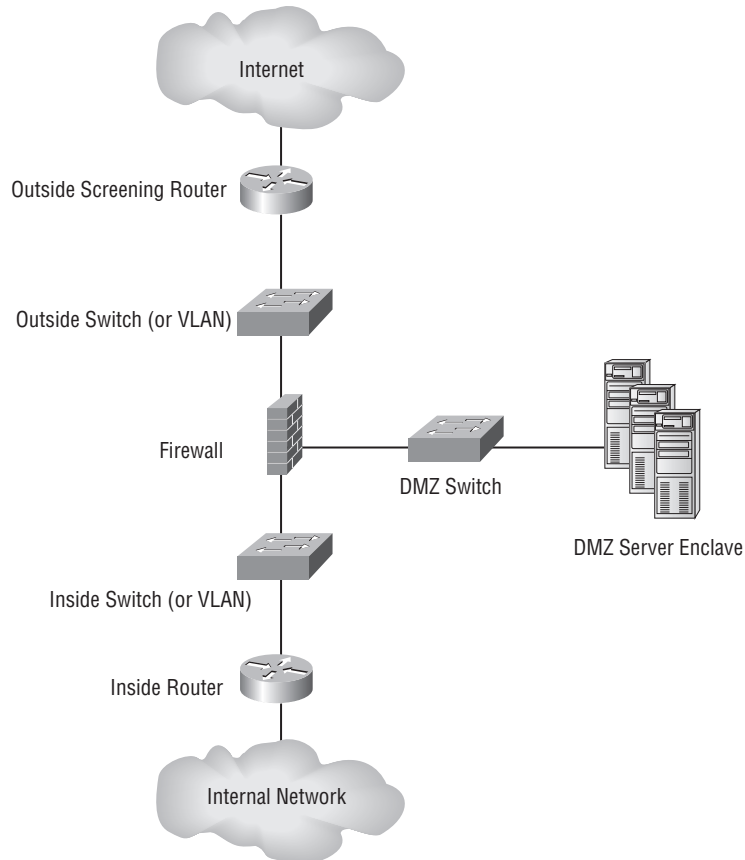 Internet
Outside Screening Router
Outside Switch (or VLAN)
Firewall
DMZ Switch
DMZ Server Enclave
Inside Switch (or VLAN)
Inside Router
Internal Network